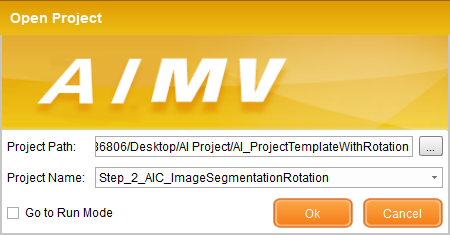 Open Project
AIMV
Project Path: 36806/Desktop/AI Project/AI_ProjectTemplateWithRotation ...
Project Name: Step_2_AIC_ImageSegmentationRotation
Go to Run Mode Ok Cancel